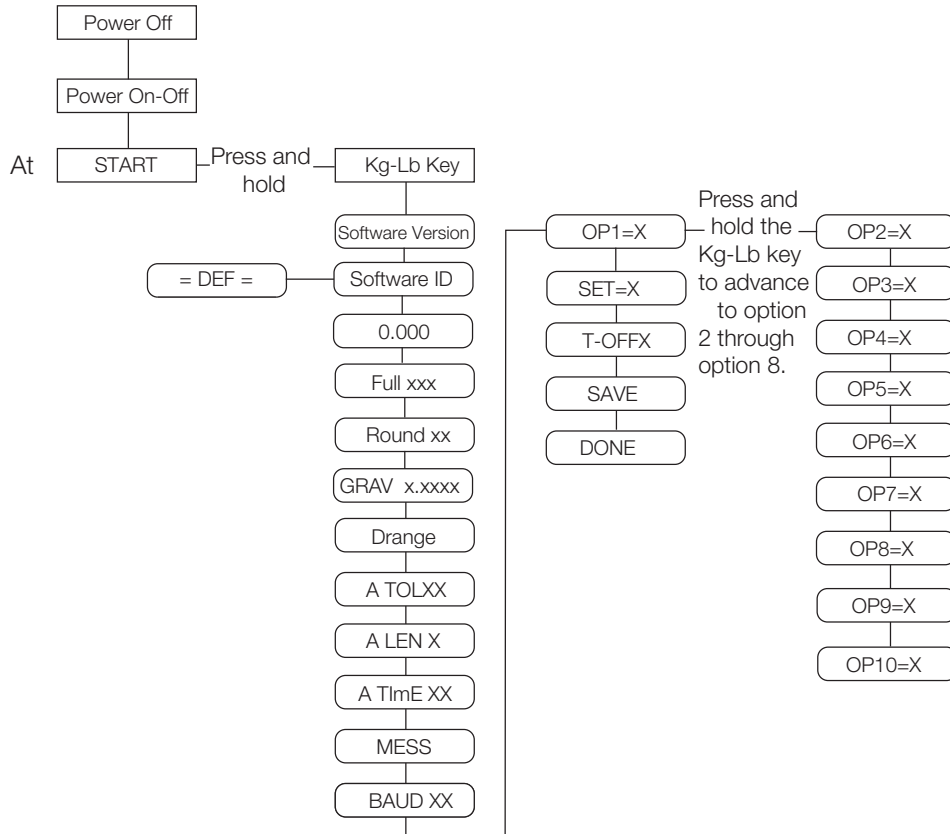 Power Off
Power On-Off
At
START
Press and
hold
Kg-Lb Key
Software Version
= DEF =
Software ID
0.000
Full xxx
Round xx
GRAV x.xxxx
Drange
A TOLXX
A LEN X
A TImE XX
MESS
BAUD XX
OP1=X
SET=X
T-OFFX
SAVE
DONE
Press and
hold the
Kg-Lb key
to advance
to option
2 through
option 8.
OP2=X
OP3=X
OP4=X
OP5=X
OP6=X
OP7=X
OP8=X
OP9=X
OP10=X